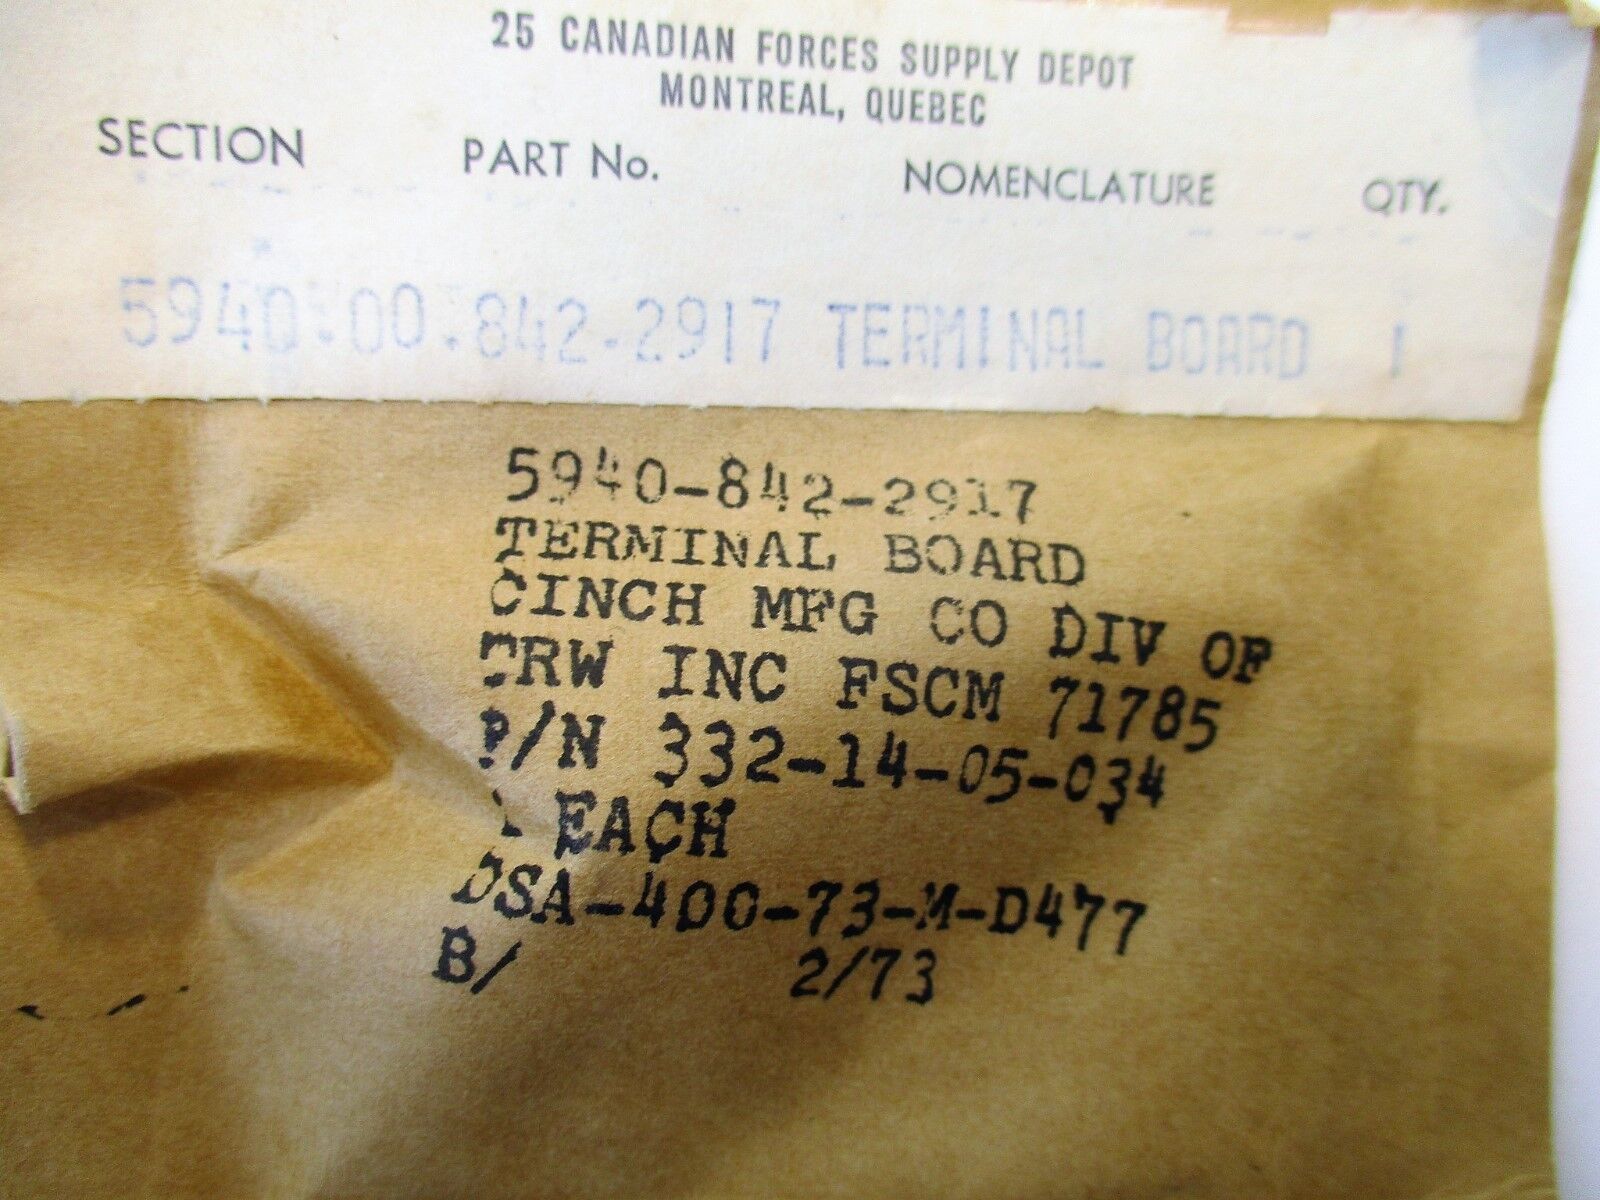 25 CANADIAN FORCES SUPPLY DEPOT
MONTREAL, QUEBEC
SECTION PART No. NOMENCLATURE QTY.
5940.00.842-2917 TERMINAL BOARD 1
5940-842-2917
TERMINAL BOARD
CINCH MFG CO DIV OF
TRW INC FSCM 71785
P/N 332-14-05-034
1 EACH
DSA-400-73-M-D477
B/ 2/73